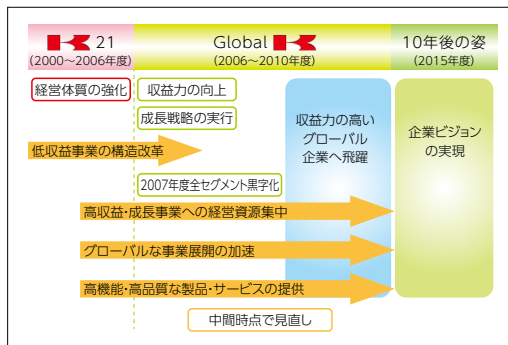 21
(2000～2006年度)
Global
(2006～2010年度)
10年後の姿
(2015年度)
経営体質の強化
収益力の向上
成長戦略の実行
低収益事業の構造改革
2007年度全セグメント黒字化
収益力の高い
グローバル
企業へ飛躍
企業ビジョン
の実現
高収益・成長事業への経営資源集中
グローバルな事業展開の加速
高機能・高品質な製品・サービスの提供
中間時点で見直し